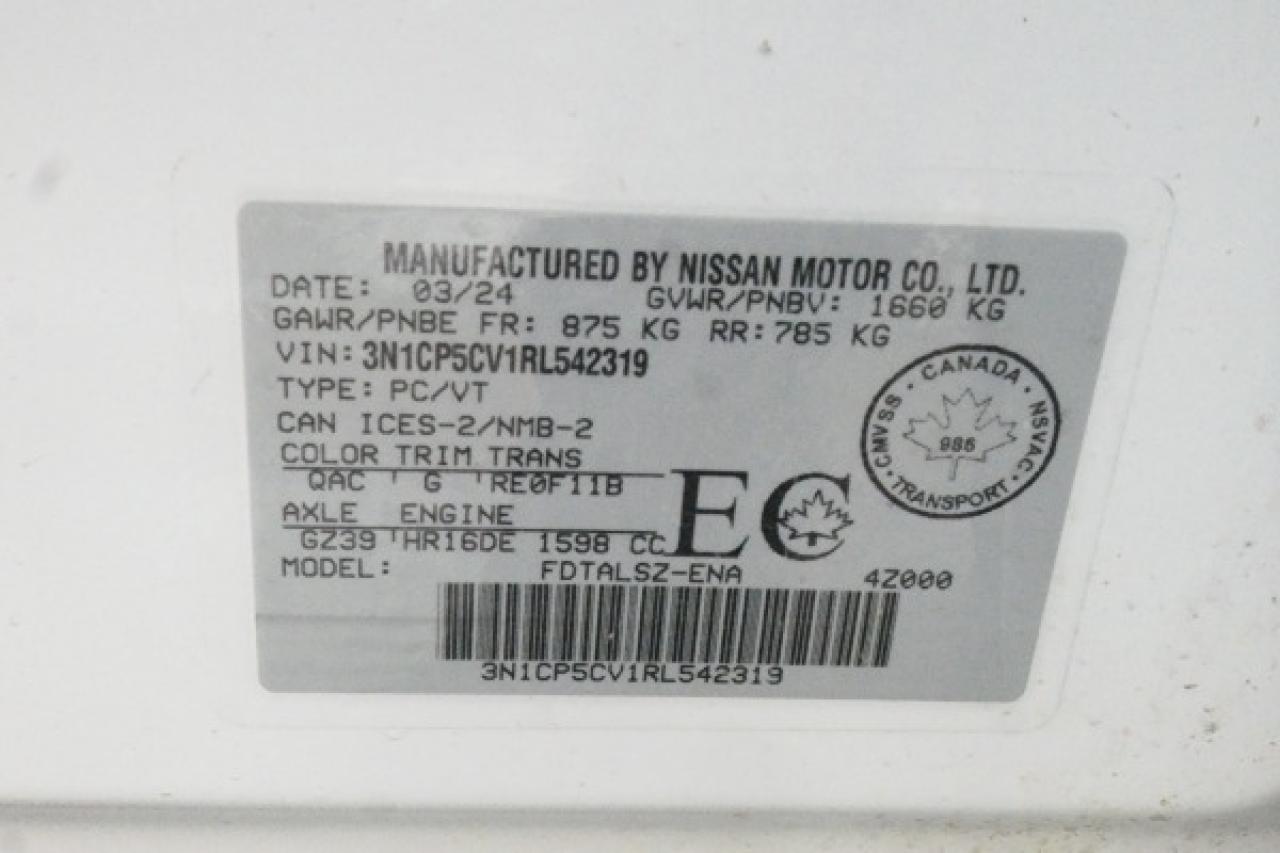 MANUFACTURED BY NISSAN MOTOR CO., LTD.
DATE: 03/24 GVWR/PNBV: 1660 KG
GAWR/PNBE FR: 875 KG RR: 785 KG
VIN: 3N1CP5CV1RL542319
TYPE: PC/VT
CAN ICES-2/NMB-2
COLOR TRIM TRANS
QAC ' G 'RE0F11B
AXLE ENGINE
GZ39 'HR16DE 1598 CC
EC
CMVSS · CANADA · NSVAC · TRANSPORT ·
986
MODEL: FDTALSZ-ENA 4Z000
3N1CP5CV1RL542319